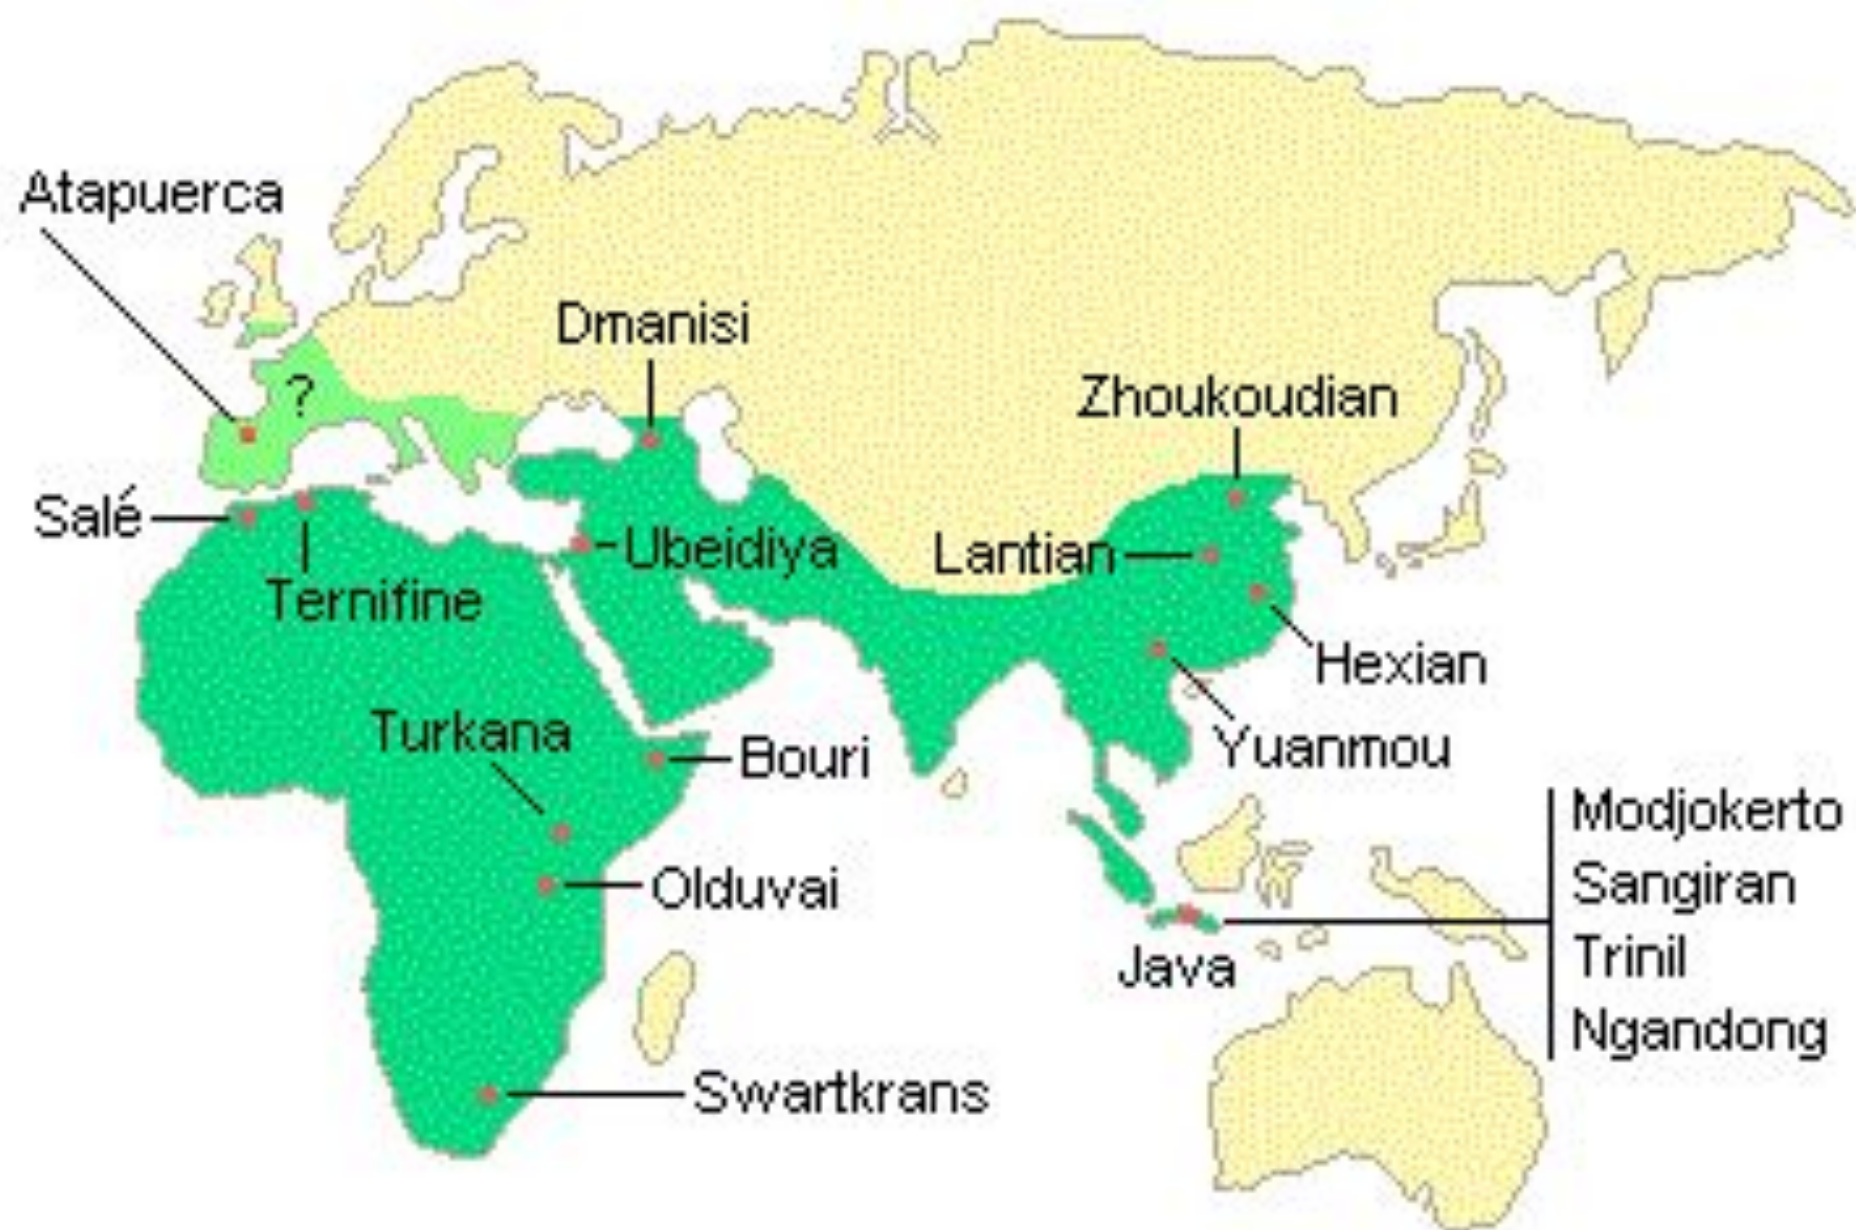 Atapuerca
Dmanisi
?
Zhoukoudian
Salé
Ubeidiya
Lantian
Ternifine
Hexian
Turkana
Bouri
Yuanmou
Modjokerto
Olduvai
Sangiran
Java
Trinil
Ngandong
Swartkrans